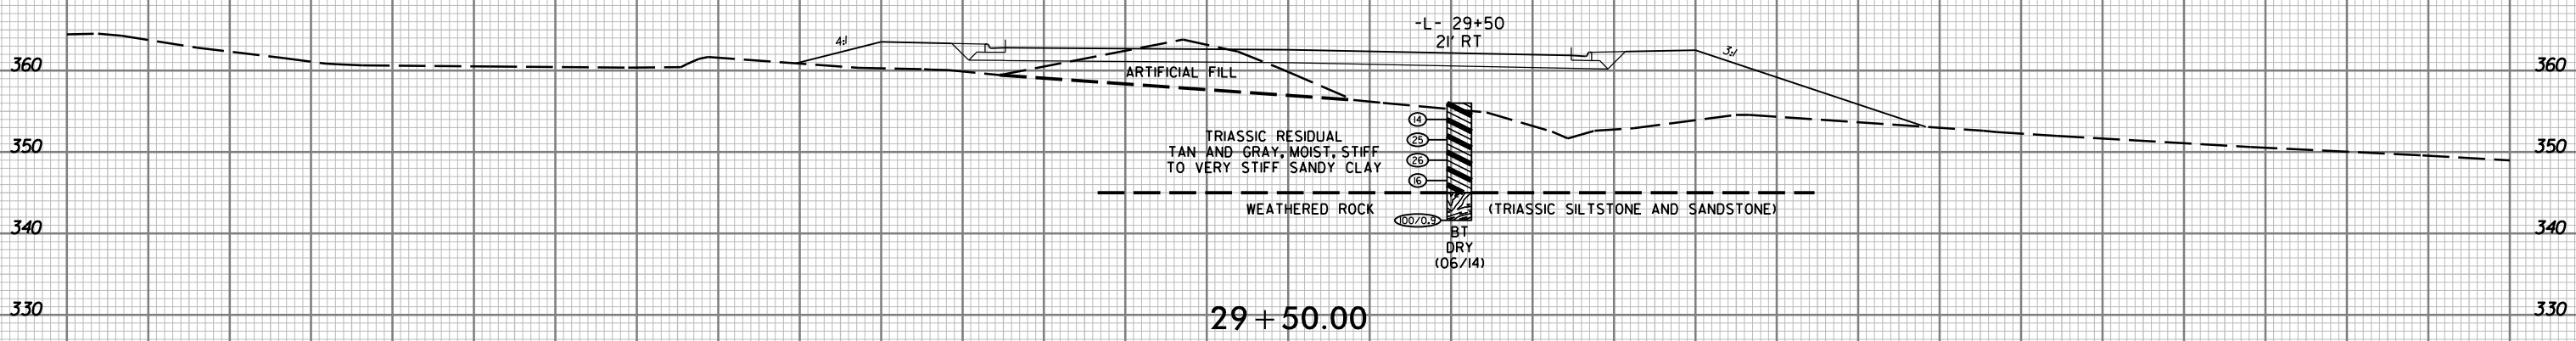 -L- 29+50
21' RT
4:1
3:1
360
360
ARTIFICIAL FILL
14
TRIASSIC RESIDUAL
25
350
TAN AND GRAY, MOIST, STIFF
350
26
TO VERY STIFF SANDY CLAY
16
WEATHERED ROCK
(TRIASSIC SILTSTONE AND SANDSTONE)
100/0.9
340
BT
340
DRY
(06/14)
330
29+50.00
330